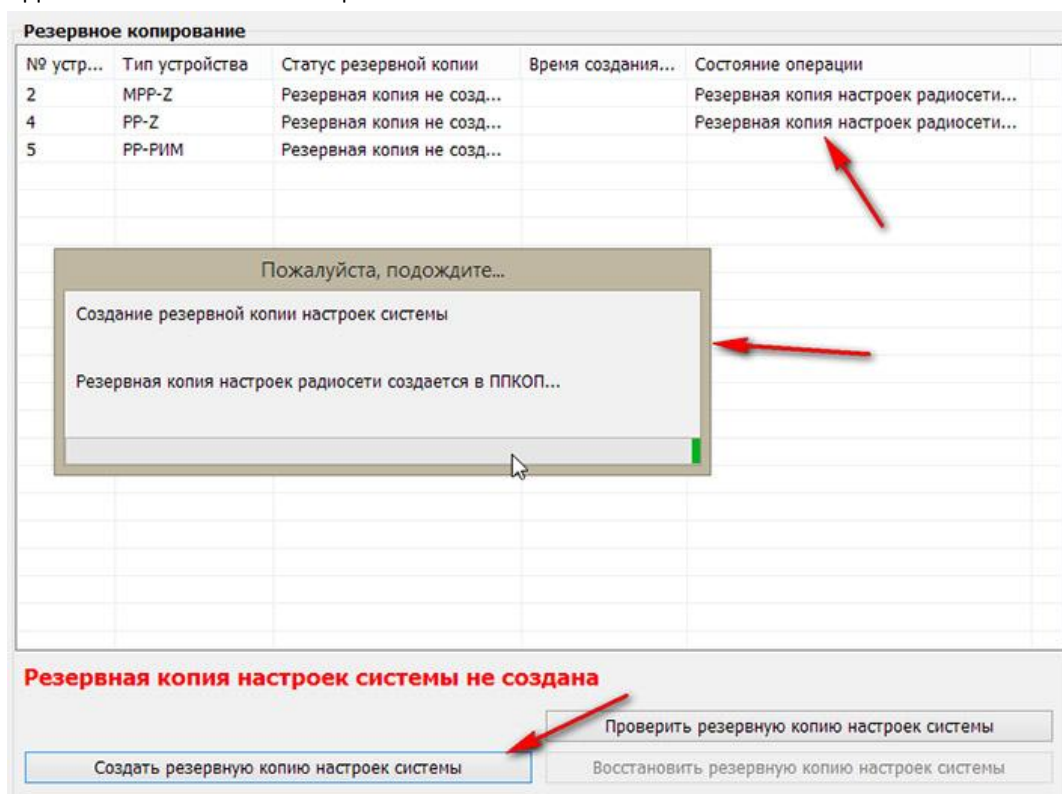 Резервное копирование
№ устр... Тип устройства Статус резервной копии Время создания... Состояние операции
2 МРР-Z Резервная копия не созд... Резервная копия настроек радиосети...
4 РР-Z Резервная копия не созд... Резервная копия настроек радиосети...
5 РР-РИМ Резервная копия не созд...
Пожалуйста, подождите...
Создание резервной копии настроек системы
Резервная копия настроек радиосети создается в ППКОП...
Резервная копия настроек системы не создана
Проверить резервную копию настроек системы
Создать резервную копию настроек системы Восстановить резервную копию настроек системы